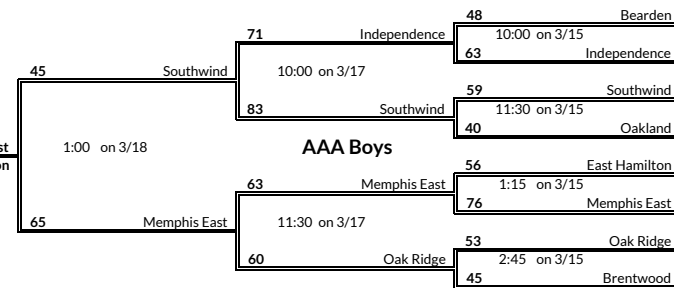 48 Bearden
71 Independence
10:00 on 3/15
63 Independence
45 Southwind
10:00 on 3/17
59 Southwind
83 Southwind
11:30 on 3/15
40 Oakland
st
1:00 on 3/18
AAA Boys
on
56 East Hamilton
63 Memphis East
1:15 on 3/15
76 Memphis East
65 Memphis East
11:30 on 3/17
53 Oak Ridge
60 Oak Ridge
2:45 on 3/15
45 Brentwood